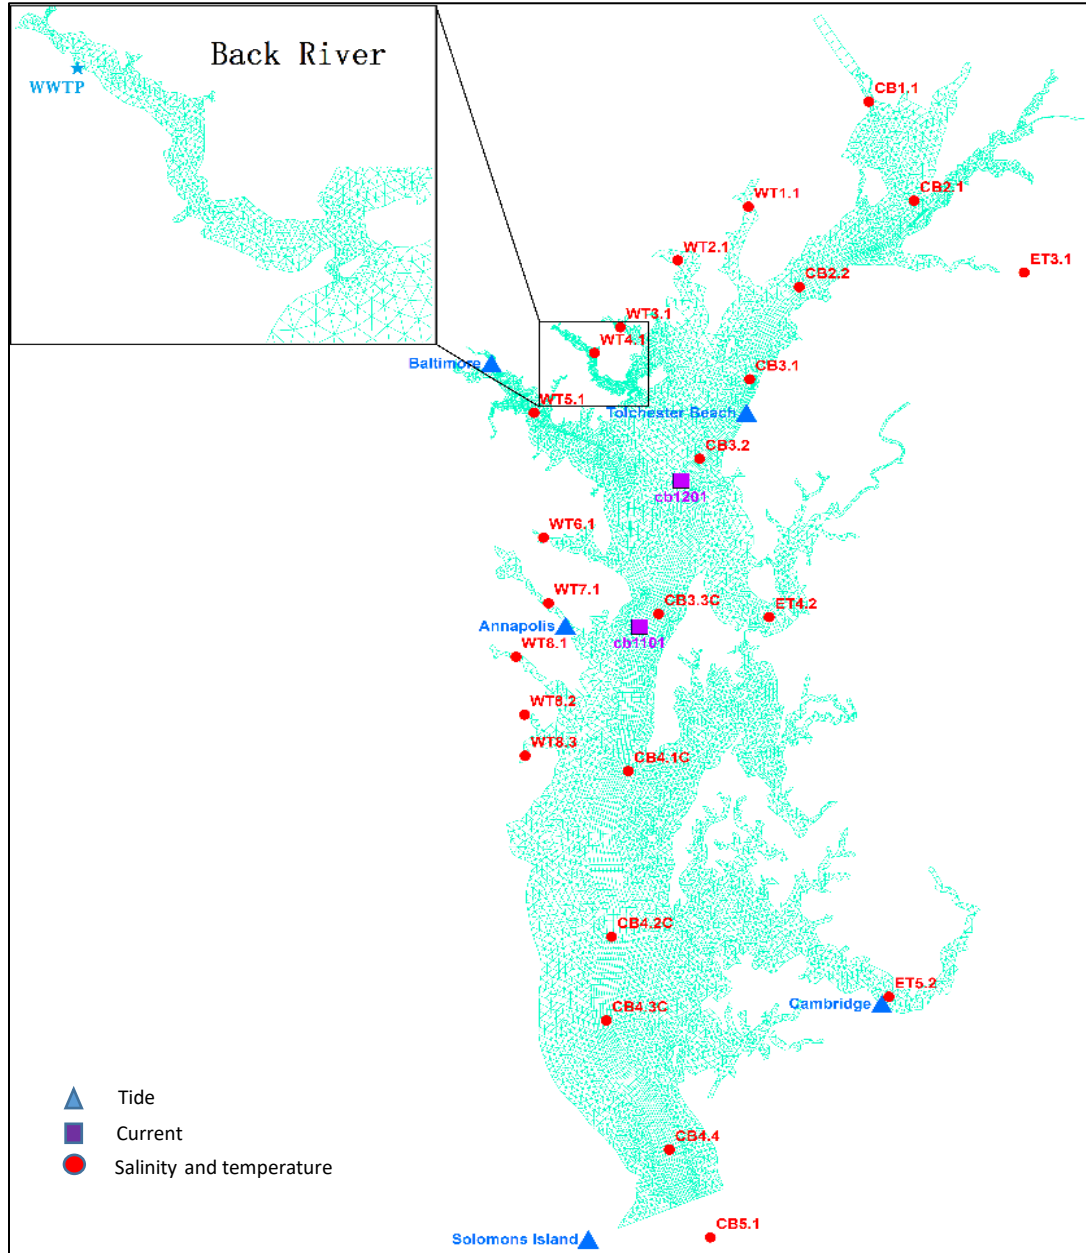 Back River
WWTP
CB1.1
CB2.1
WT1.1
WT2.1
ET3.1
CB2.2
WT3.1
WT4.1
Baltimore
CB3.1
WT5.1
Tolchester Beach
CB3.2
cb1201
WT6.1
WT7.1
CB3.3C
ET4.2
Annapolis
cb1101
WT8.1
WT8.2
WT8.3
CB4.1C
CB4.2C
ET5.2
Cambridge
CB4.3C
Tide
Current
CB4.4
Salinity and temperature
CB5.1
Solomons Island